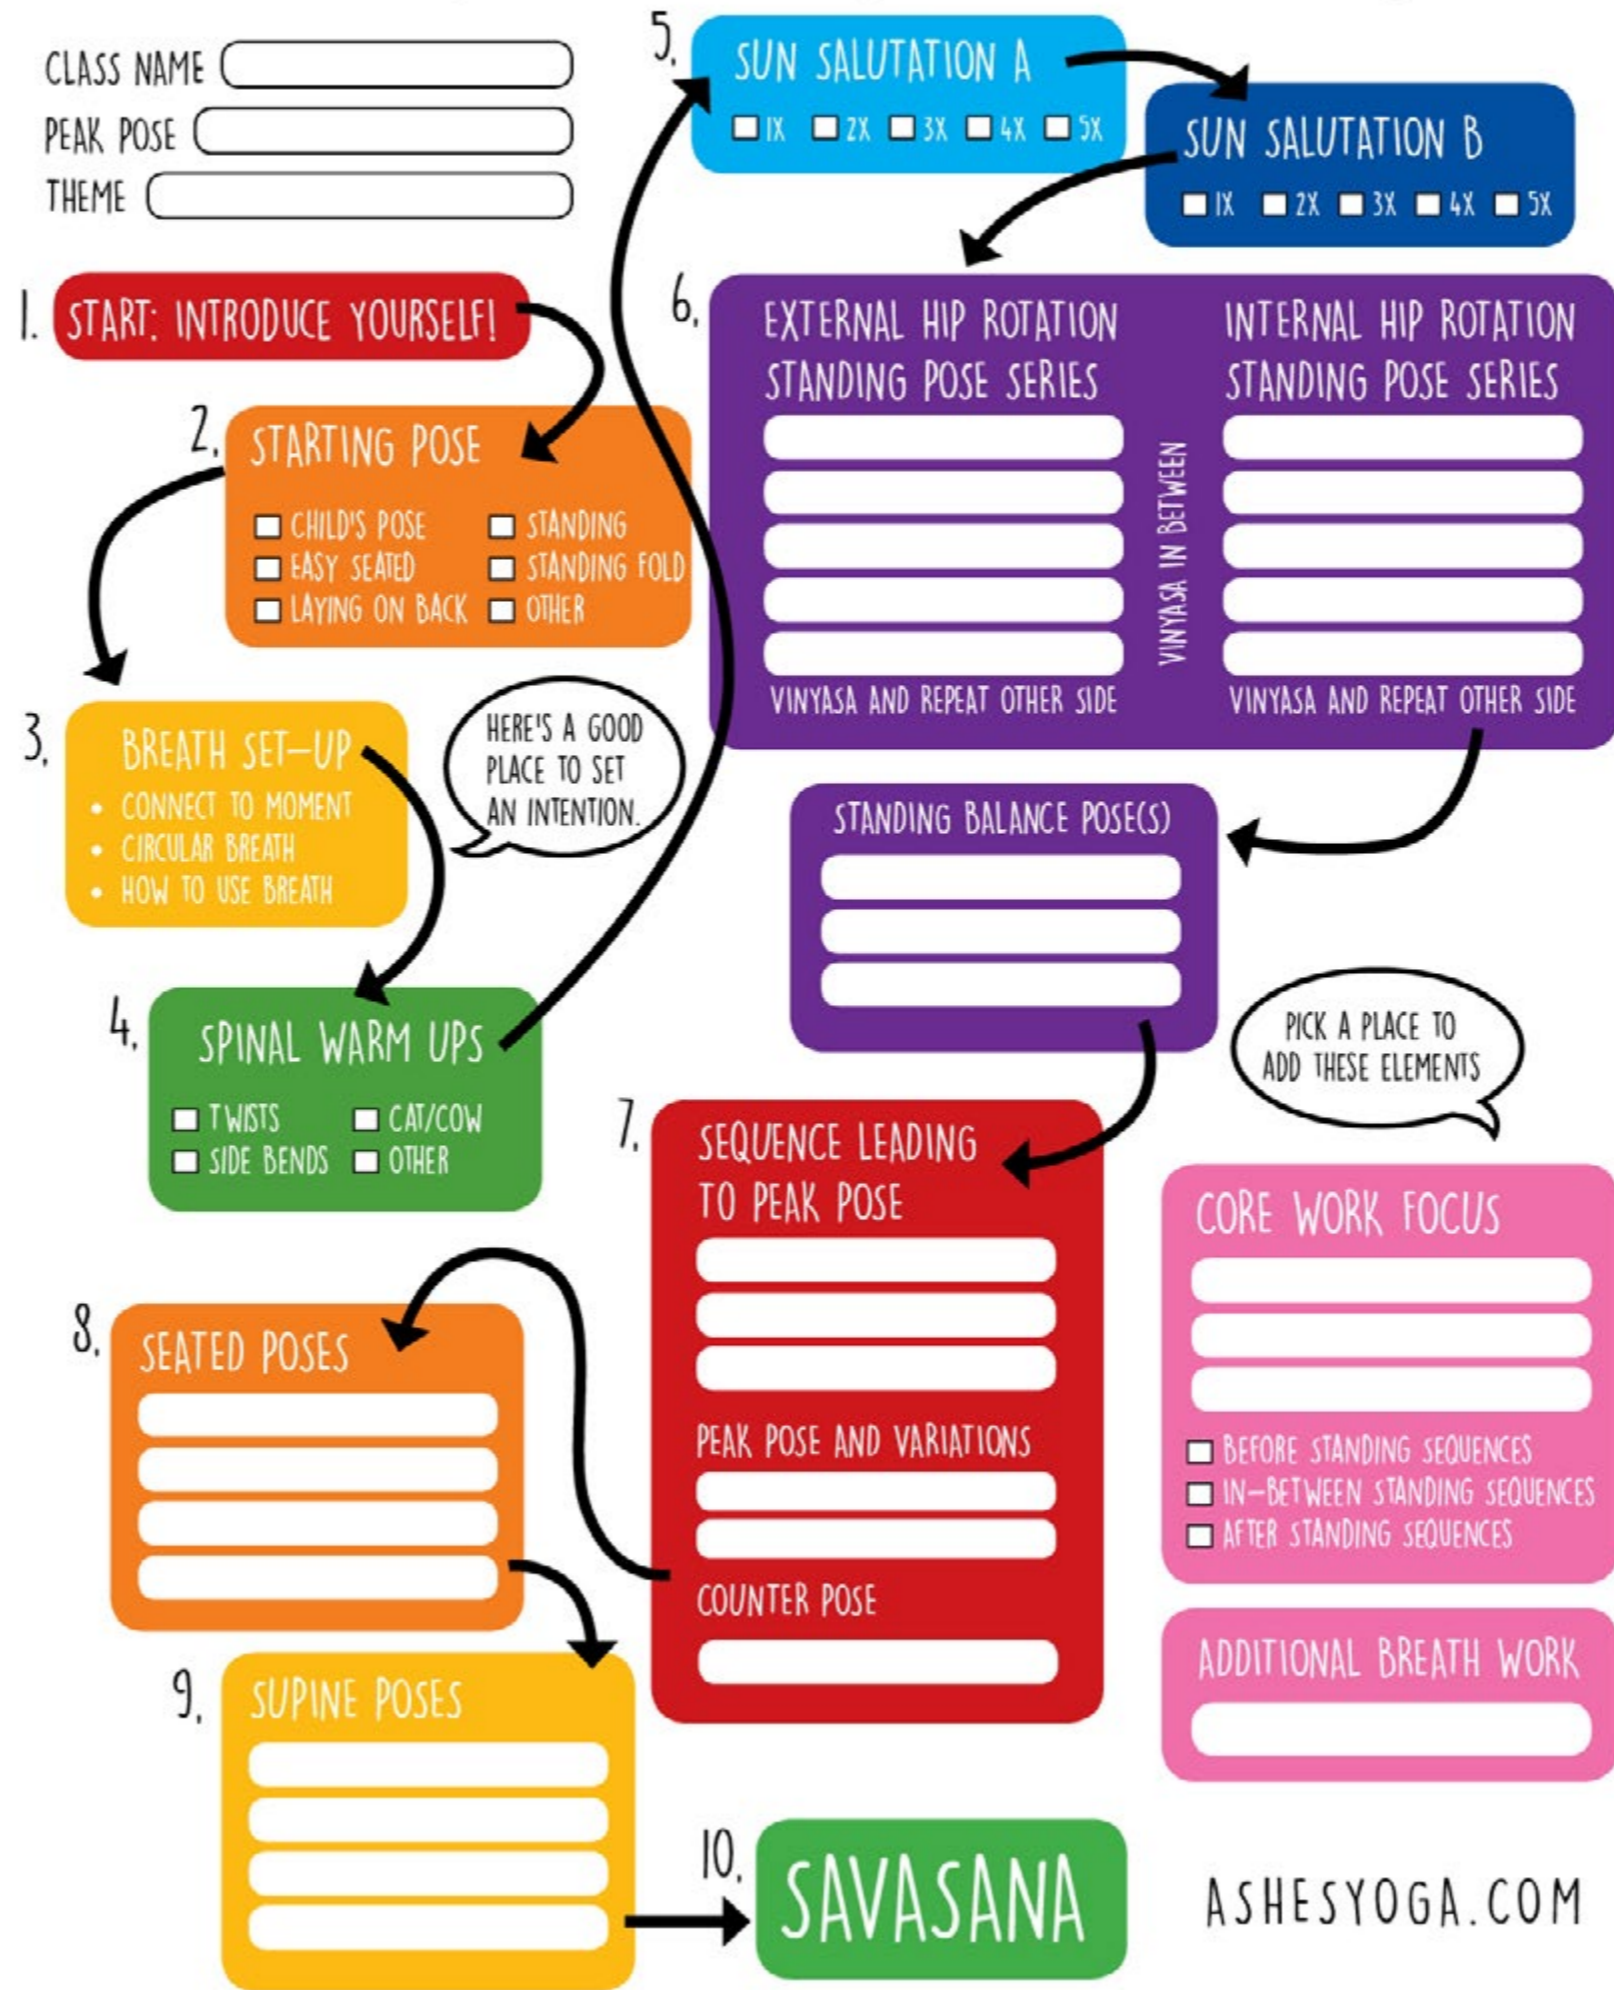 CLASS NAME
PEAK POSE
THEME
1. START: INTRODUCE YOURSELF!
2. STARTING POSE
CHILD'S POSE
EASY SEATED
LAYING ON BACK
STANDING
STANDING FOLD
OTHER
3. BREATH SET-UP
• CONNECT TO MOMENT
• CIRCULAR BREATH
• HOW TO USE BREATH
HERE'S A GOOD
PLACE TO SET
AN INTENTION.
4. SPINAL WARM UPS
TWISTS
SIDE BENDS
CAT/COW
OTHER
5. SUN SALUTATION A
1X 2X 3X 4X 5X
SUN SALUTATION B
1X 2X 3X 4X 5X
6. EXTERNAL HIP ROTATION
STANDING POSE SERIES
VINYASA AND REPEAT OTHER SIDE
VINYASA IN BETWEEN
INTERNAL HIP ROTATION
STANDING POSE SERIES
VINYASA AND REPEAT OTHER SIDE
STANDING BALANCE POSE(S)
7. SEQUENCE LEADING
TO PEAK POSE
PEAK POSE AND VARIATIONS
COUNTER POSE
8. SEATED POSES
9. SUPINE POSES
10. SAVASANA
PICK A PLACE TO
ADD THESE ELEMENTS
CORE WORK FOCUS
BEFORE STANDING SEQUENCES
IN-BETWEEN STANDING SEQUENCES
AFTER STANDING SEQUENCES
ADDITIONAL BREATH WORK
ASHESYOGA.COM